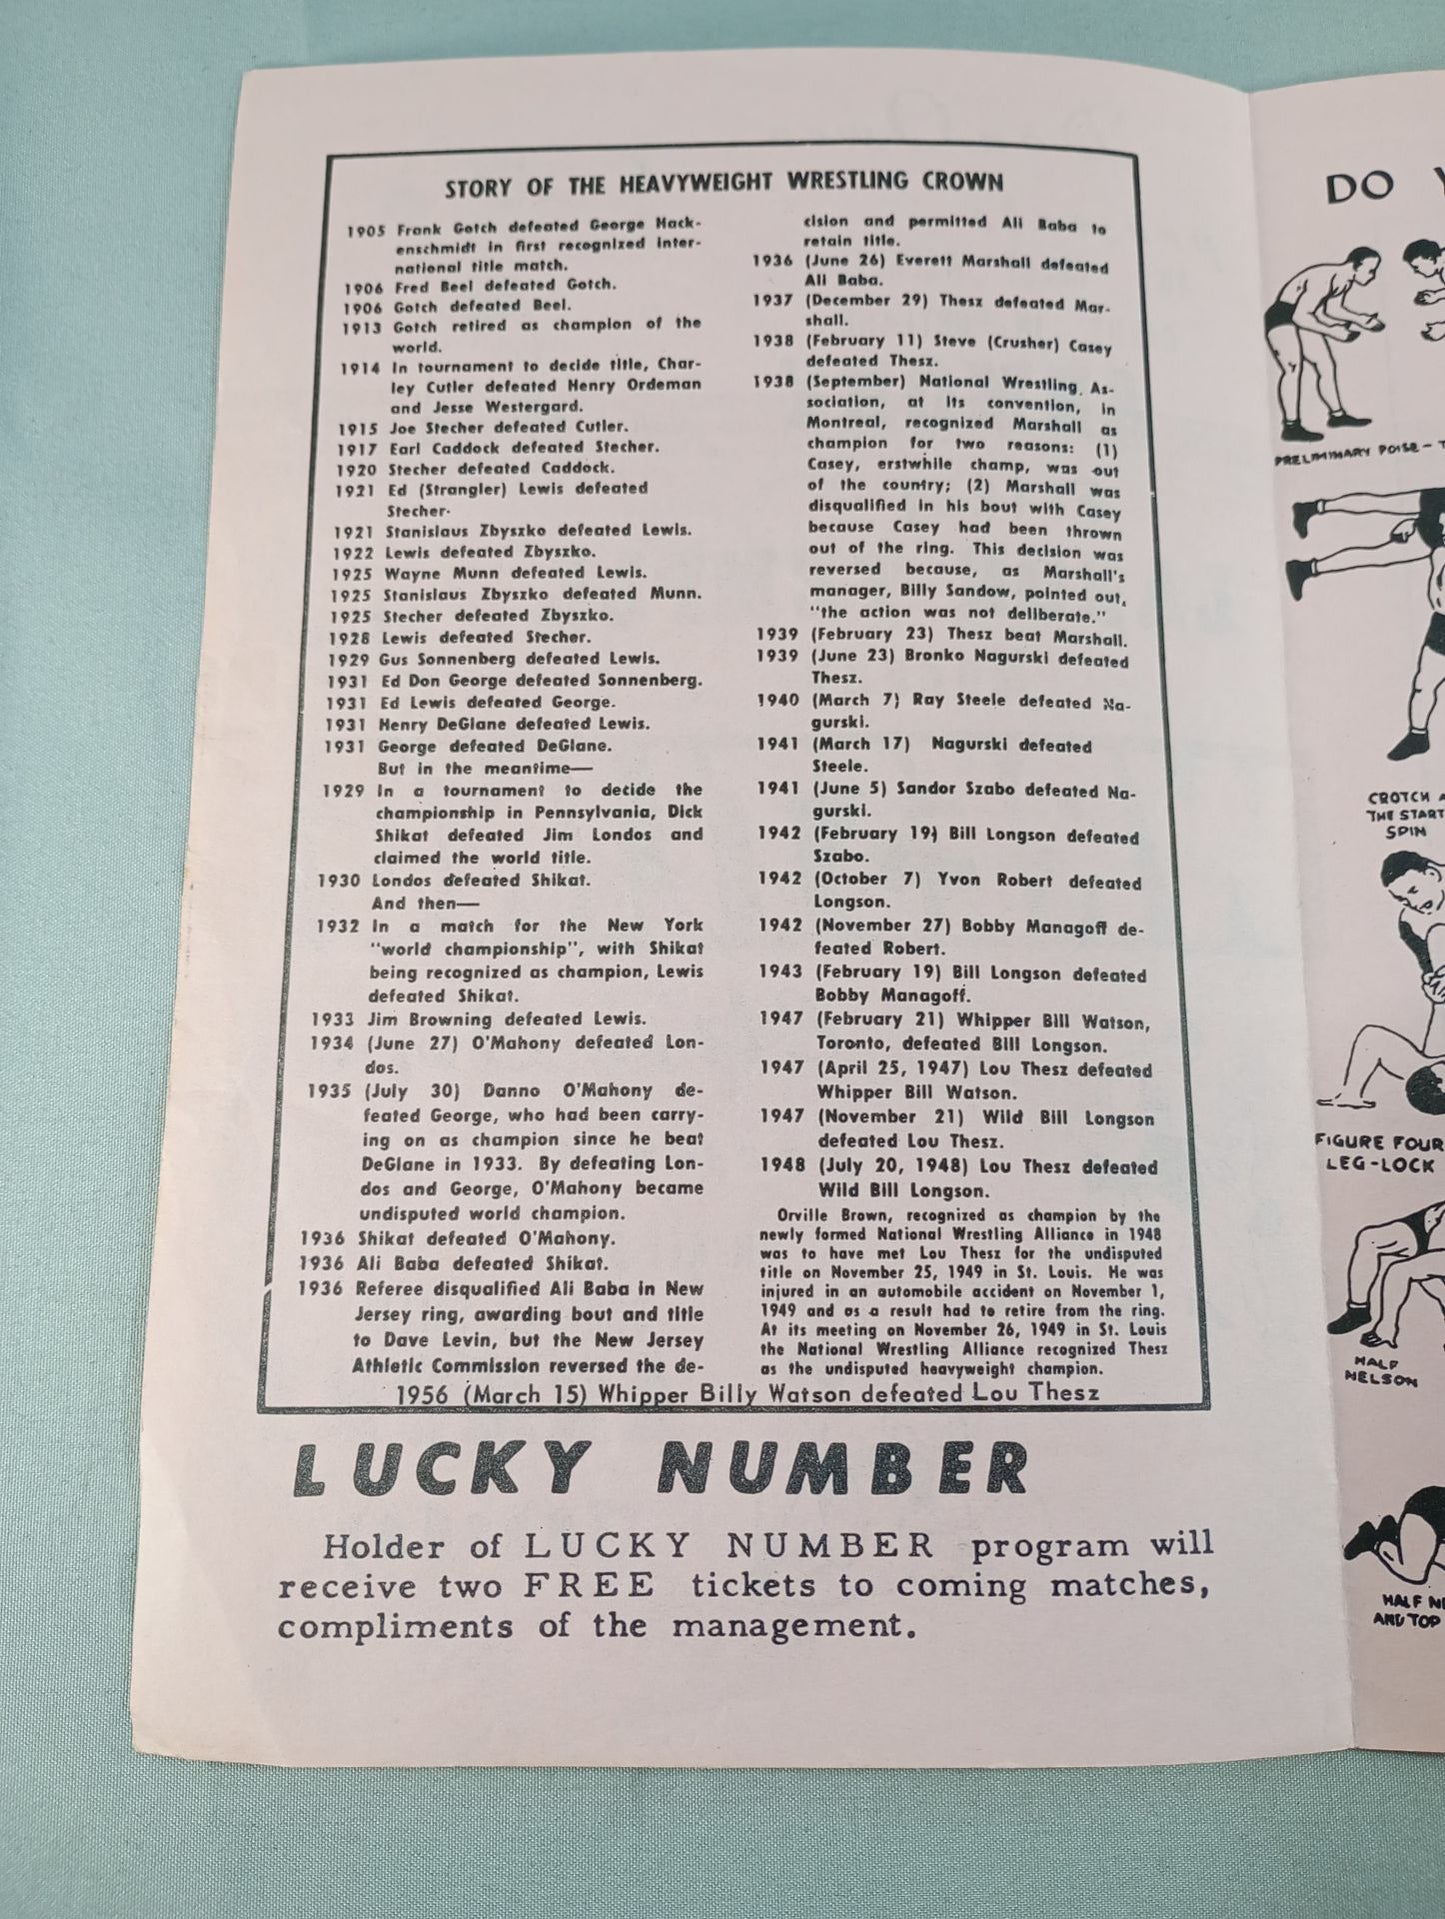 STORY OF THE HEAVYWEIGHT WRESTLING CROWN
1905 Frank Gotch defeated George Hack-
enschmidt in first recognized inter-
national title match.
1906 Fred Beel defeated Gotch.
1906 Gotch defeated Beel.
1913 Gotch retired as champion of the
world.
1914 In tournament to decide title, Char-
ley Cutler defeated Henry Ordeman
and Jesse Westergard.
1915 Joe Stecher defeated Cutler.
1917 Earl Caddock defeated Stecher.
1920 Stecher defeated Caddock.
1921 Ed (Strangler) Lewis defeated
Stecher.
1921 Stanislaus Zbyszko defeated Lewis.
1922 Lewis defeated Zbyszko.
1925 Wayne Munn defeated Lewis.
1925 Stanislaus Zbyszko defeated Munn.
1925 Stecher defeated Zbyszko.
1928 Lewis defeated Stecher.
1929 Gus Sonnenberg defeated Lewis.
1931 Ed Don George defeated Sonnenberg.
1931 Ed Lewis defeated George.
1931 Henry DeGlane defeated Lewis.
1931 George defeated DeGlane.
But in the meantime—
1929 In a tournament to decide the
championship in Pennsylvania, Dick
Shikat defeated Jim Londos and
claimed the world title.
1930 Londos defeated Shikat.
And then—
1932 In a match for the New York
"world championship", with Shikat
being recognized as champion, Lewis
defeated Shikat.
1933 Jim Browning defeated Lewis.
1934 (June 27) O'Mahony defeated Lon-
dos.
1935 (July 30) Danno O'Mahony de-
feated George, who had been carry-
ing on as champion since he beat
DeGlane in 1933. By defeating Lon-
dos and George, O'Mahony became
undisputed world champion.
1936 Shikat defeated O'Mahony.
1936 Ali Baba defeated Shikat.
1936 Referee disqualified Ali Baba in New
Jersey ring, awarding bout and title
to Dave Levin, but the New Jersey
Athletic Commission reversed the de-
cision and permitted Ali Baba to
retain title.
1936 (June 26) Everett Marshall defeated
Ali Baba.
1937 (December 29) Thesz defeated Mar-
shall.
1938 (February 11) Steve (Crusher) Casey
defeated Thesz.
1938 (September) National Wrestling As-
sociation, at its convention, in
Montreal, recognized Marshall as
champion for two reasons: (1)
Casey, erstwhile champ, was out
of the country; (2) Marshall was
disqualified in his bout with Casey
because Casey had been thrown
out of the ring. This decision was
reversed because, as Marshall's
manager, Billy Sandow, pointed out,
"the action was not deliberate."
1939 (February 23) Thesz beat Marshall.
1939 (June 23) Bronko Nagurski defeated
Thesz.
1940 (March 7) Ray Steele defeated Na-
gurski.
1941 (March 17) Nagurski defeated
Steele.
1941 (June 5) Sandor Szabo defeated Na-
gurski.
1942 (February 19) Bill Longson defeated
Szabo.
1942 (October 7) Yvon Robert defeated
Longson.
1942 (November 27) Bobby Managoff de-
feated Robert.
1943 (February 19) Bill Longson defeated
Bobby Managoff.
1947 (February 21) Whipper Bill Watson,
Toronto, defeated Bill Longson.
1947 (April 25, 1947) Lou Thesz defeated
Whipper Bill Watson.
1947 (November 21) Wild Bill Longson
defeated Lou Thesz.
1948 (July 20, 1948) Lou Thesz defeated
Wild Bill Longson.
Orville Brown, recognized as champion by the
newly formed National Wrestling Alliance in 1948
was to have met Lou Thesz for the undisputed
title on November 25, 1949 in St. Louis. He was
injured in an automobile accident on November 1,
1949 and as a result had to retire from the ring.
At its meeting on November 26, 1949 in St. Louis
the National Wrestling Alliance recognized Thesz
as the undisputed heavyweight champion.
1956 (March 15) Whipper Billy Watson defeated Lou Thesz
LUCKY NUMBER
Holder of LUCKY NUMBER program will
receive two FREE tickets to coming matches,
compliments of the management.
DO
PRELIMINARY POISE -
CROTCH
THE START
SPIN
FIGURE FOUR
LEG-LOCK
HALF
NELSON
HALF
AND TOP